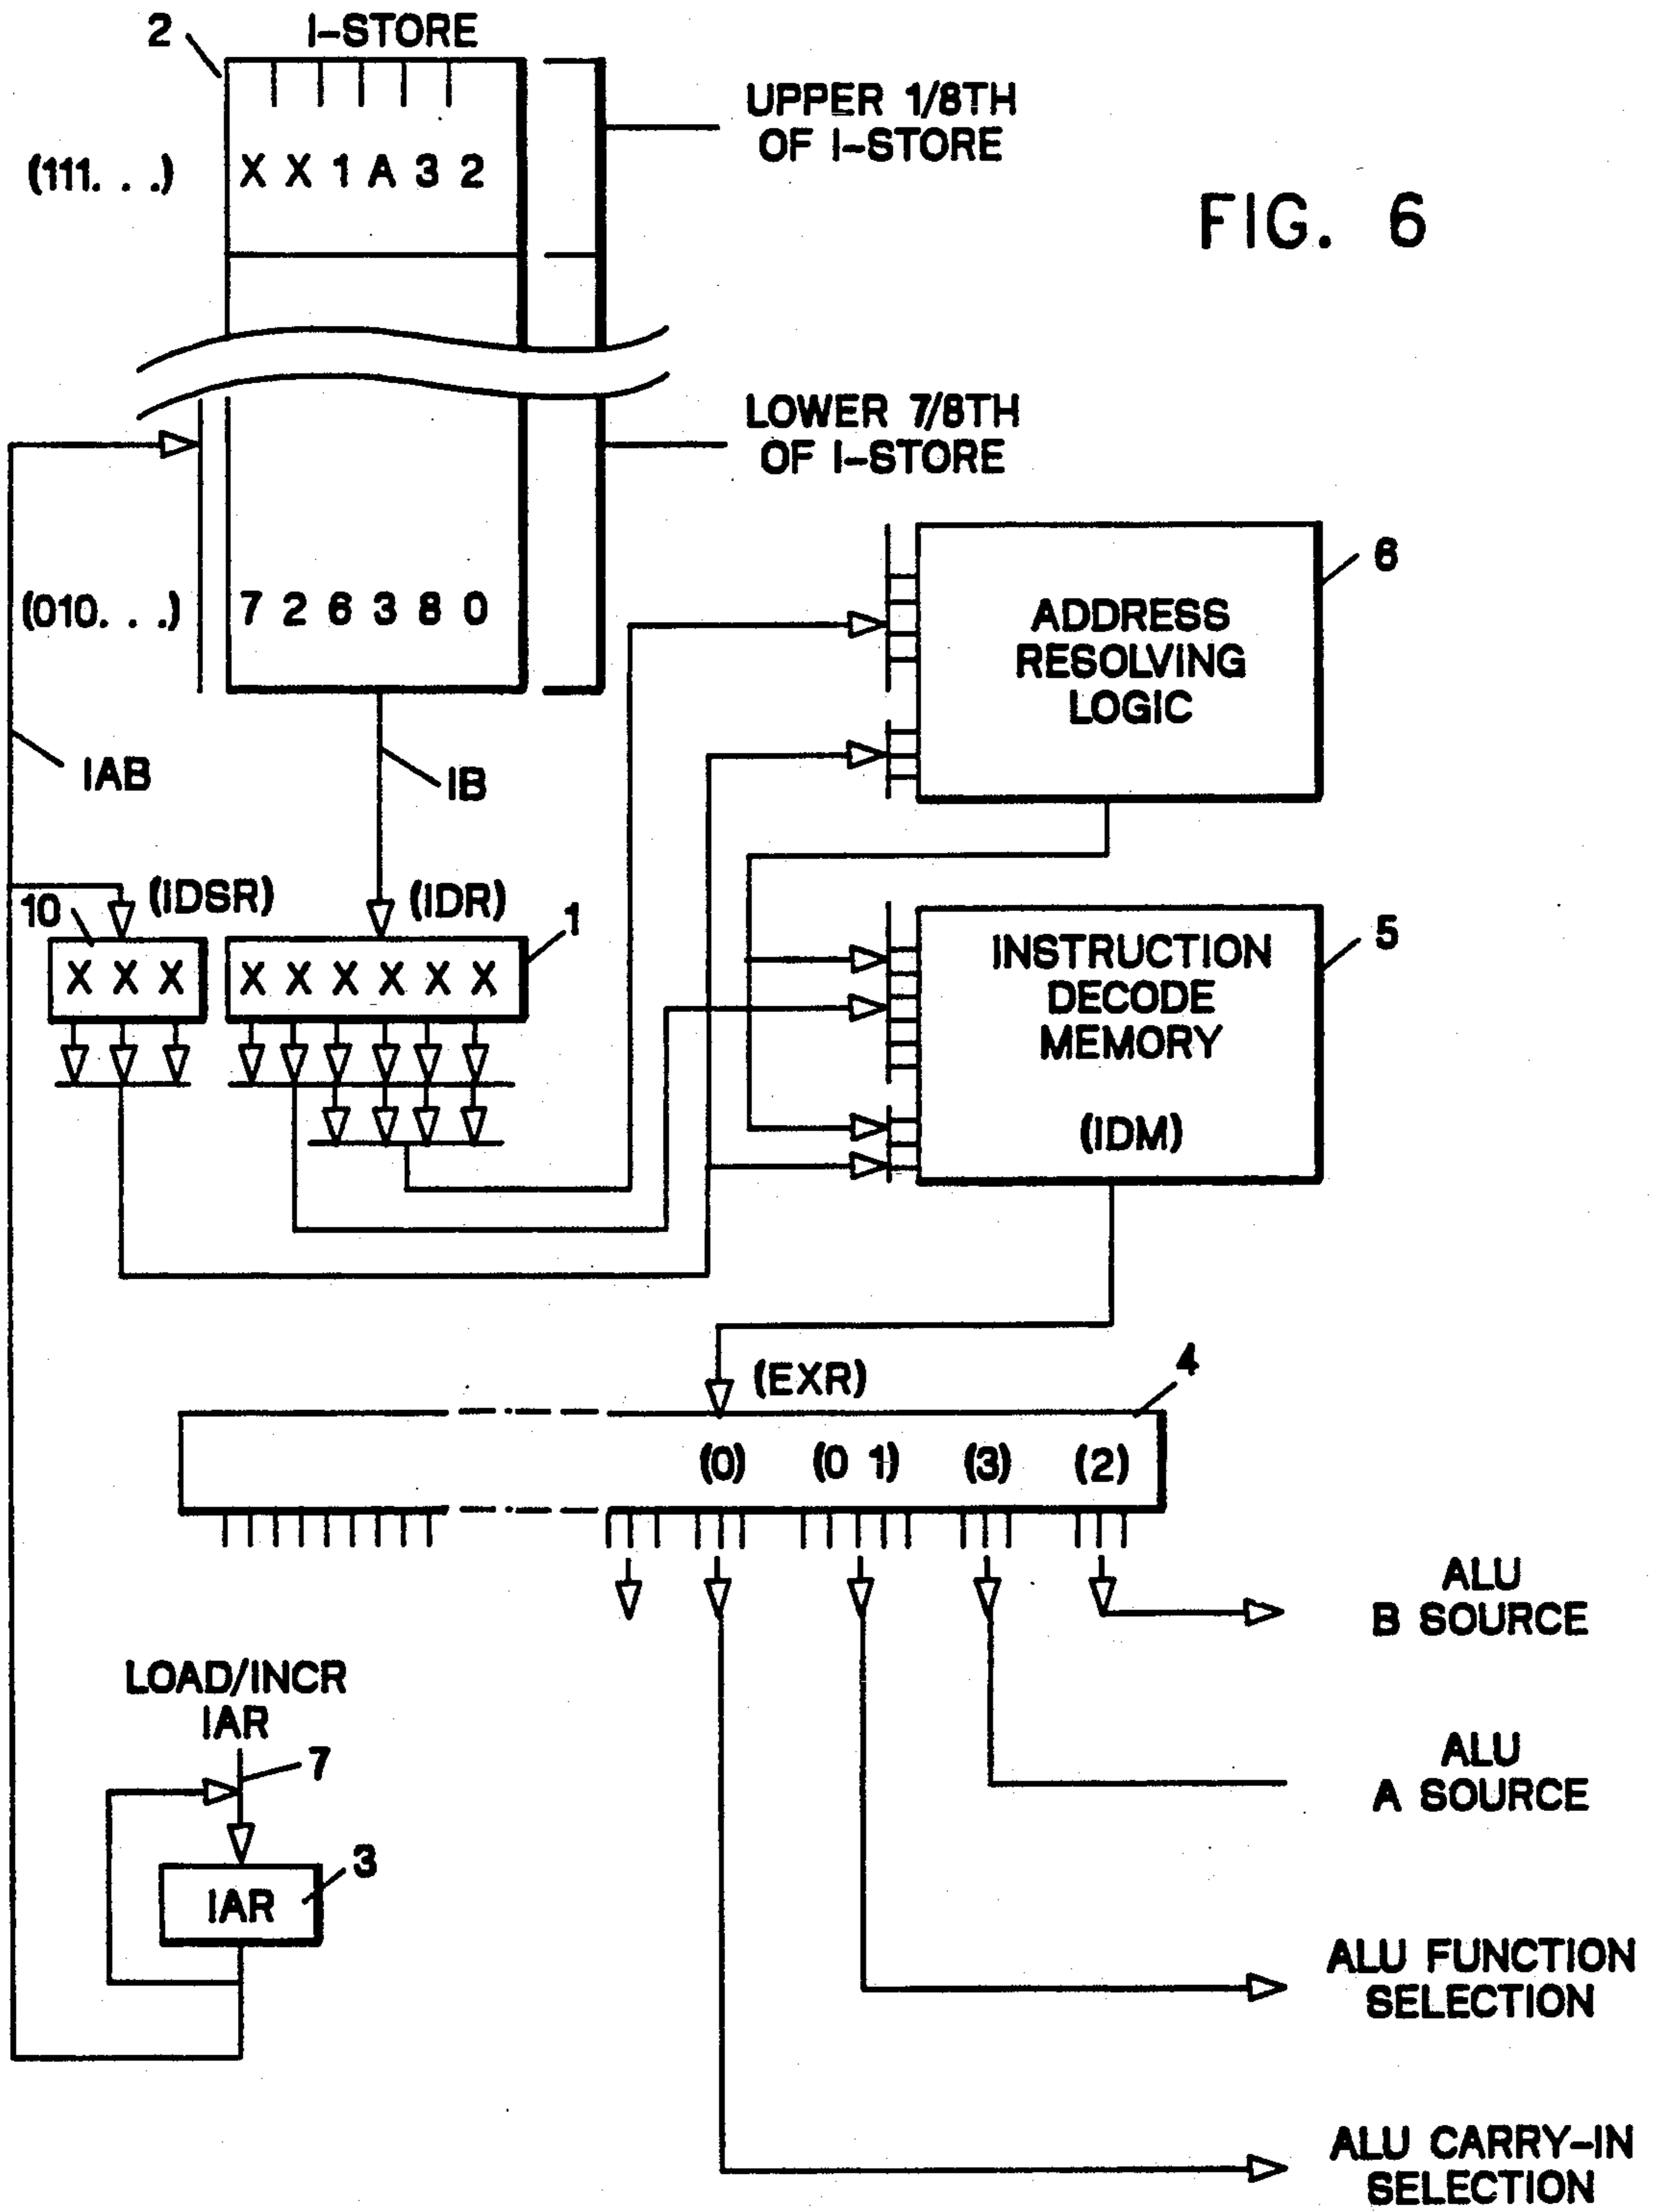 2
I-STORE
UPPER 1/8TH
OF I-STORE
(111. . .)
X X 1 A 3 2
FIG. 6
LOWER 7/8TH
OF I-STORE
(010. . .)
7 2 6 3 8 0
6
ADDRESS
RESOLVING
LOGIC
IAB
IB
10
(IDSR)
(IDR)
1
X X X
X X X X X X
5
INSTRUCTION
DECODE
MEMORY
(IDM)
(EXR)
4
(0) (0 1) (3) (2)
ALU
B SOURCE
LOAD/INCR
IAR
7
ALU
A SOURCE
3
IAR
ALU FUNCTION
SELECTION
ALU CARRY-IN
SELECTION